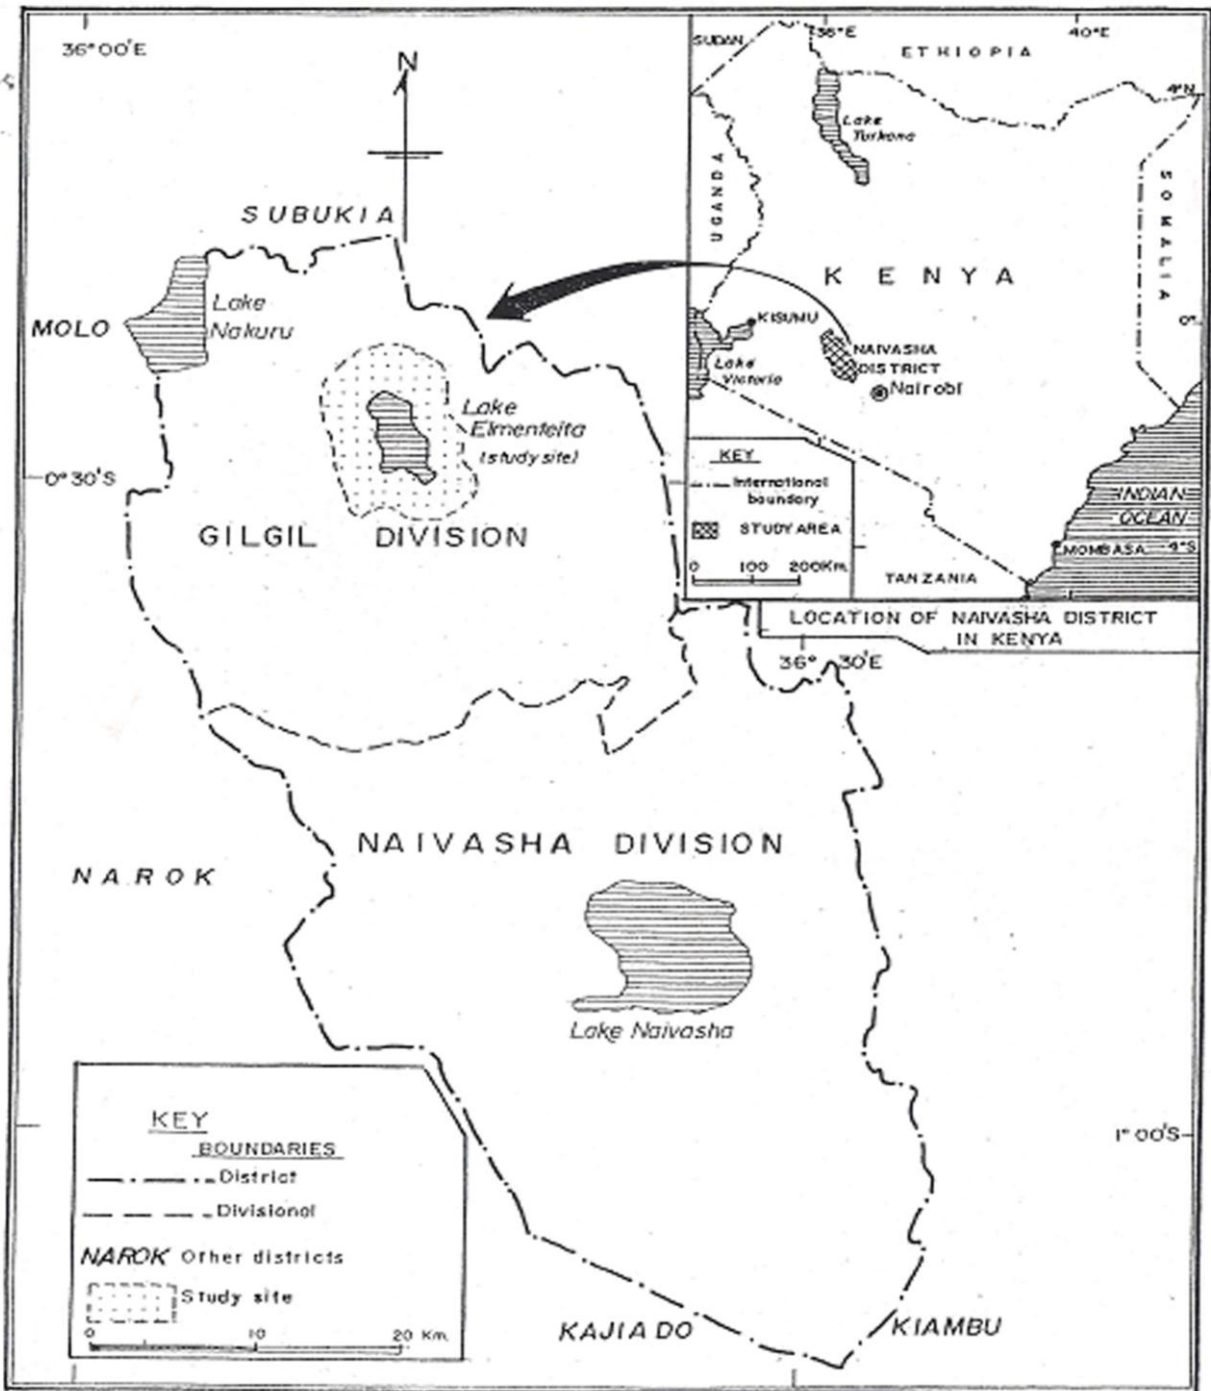 36°00'E
N
SUBUKIA
Lake
Nakuru
MOLO
Lake
Elmenteita
(study site)
0°30'S
GILGIL DIVISION
NAIVASHA DIVISION
NAROK
Lake Naivasha
1°00'S
36° 30'E
KAJIADO
KIAMBU
KEY
BOUNDARIES
District
Divisional
NAROK Other districts
Study site
0 10 20 Km.
SUDAN
36°E
40°E
ETHIOPIA
4°N
Lake
Turkana
UGANDA
SOMALIA
KENYA
0°
KISUMU
Lake
Victoria
NAIVASHA
DISTRICT
Nairobi
KEY
International
boundary
STUDY AREA
0 100 200Km.
INDIAN
OCEAN
MOMBASA 4°S
TANZANIA
LOCATION OF NAIVASHA DISTRICT
IN KENYA